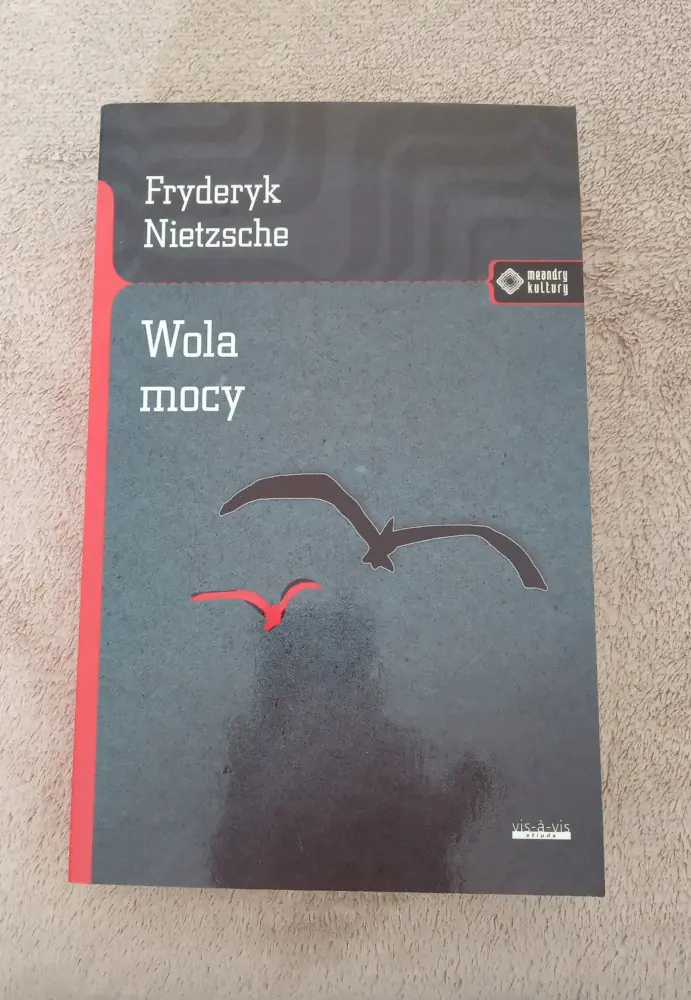 Fryderyk
Nietzsche
meandry
kultury
Wola
mocy
vis-à-vis
etiuda